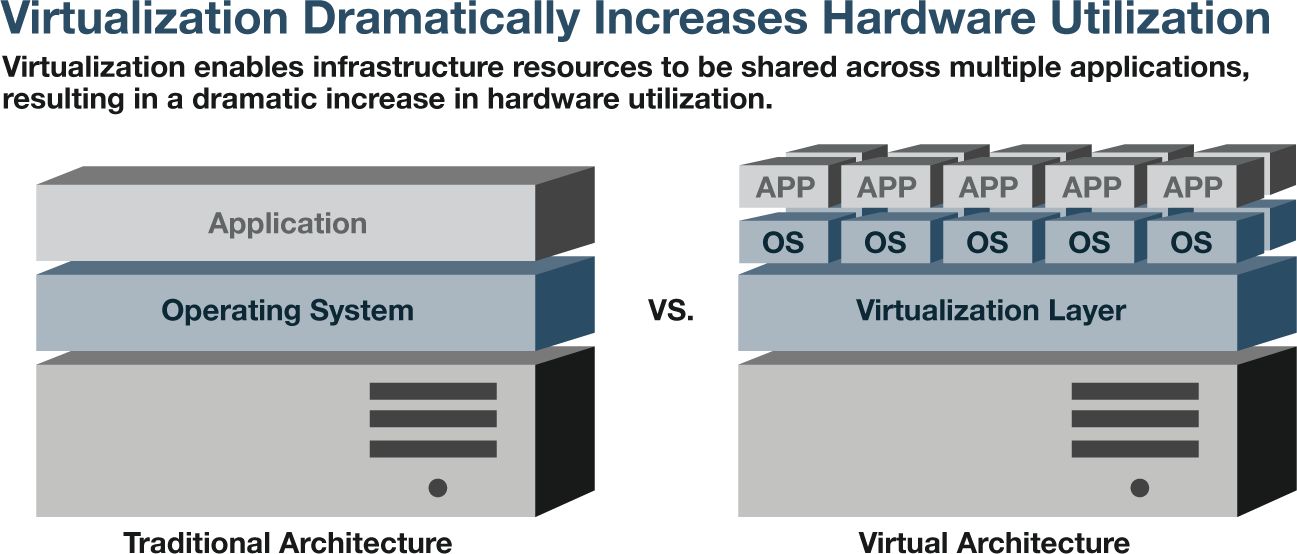 Virtualization Dramatically Increases Hardware Utilization
Virtualization enables infrastructure resources to be shared across multiple applications,
resulting in a dramatic increase in hardware utilization.
Application
Operating System
Traditional Architecture
VS.
APP APP APP APP APP
OS OS OS OS OS
Virtualization Layer
Virtual Architecture